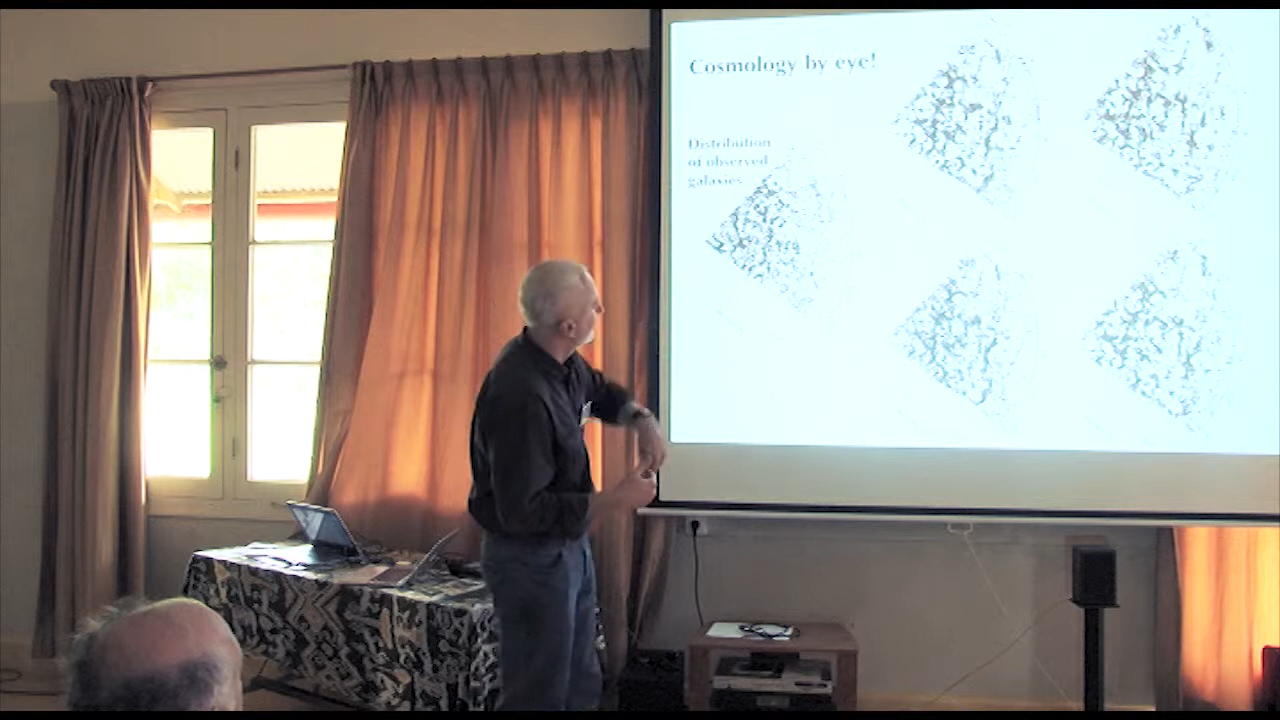 Cosmology by eye!
Distribution
of observed
galaxies